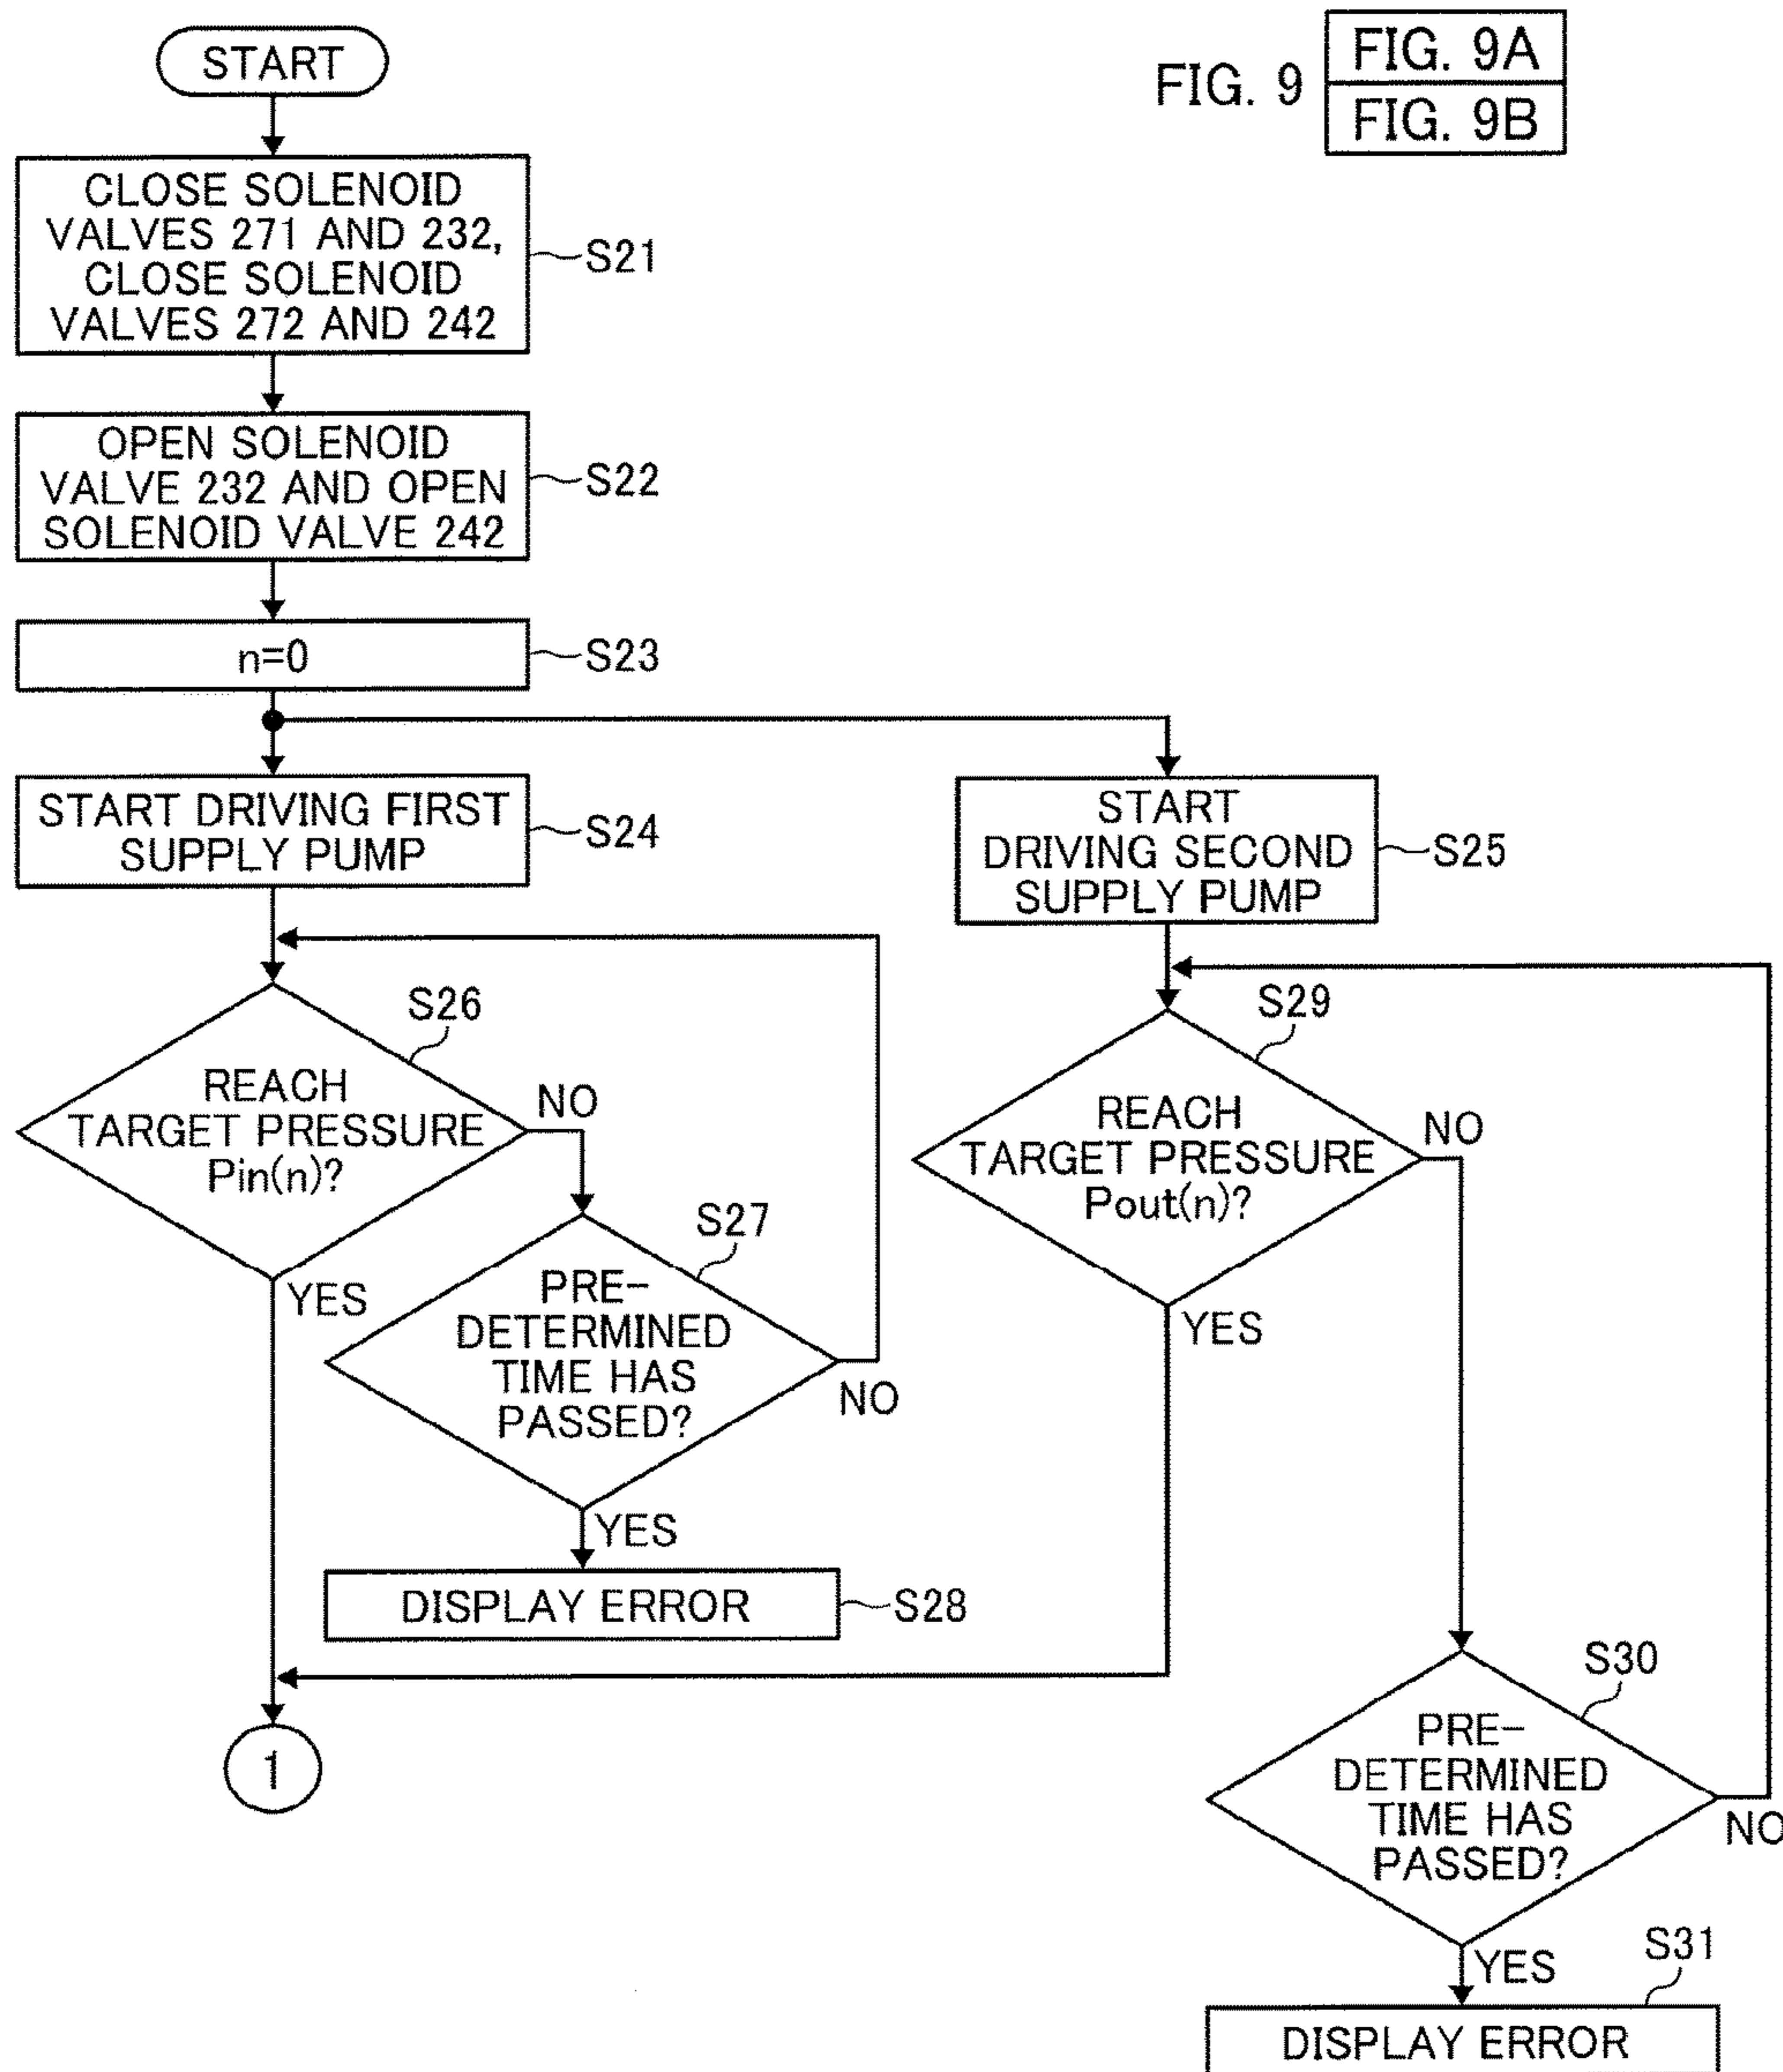 START
FIG. 9
FIG. 9A
FIG. 9B
CLOSE SOLENOID
VALVES 271 AND 232,
CLOSE SOLENOID
VALVES 272 AND 242
S21
OPEN SOLENOID
VALVE 232 AND OPEN
SOLENOID VALVE 242
S22
n=0
S23
START DRIVING FIRST
SUPPLY PUMP
S24
START
DRIVING SECOND
SUPPLY PUMP
S25
S26
REACH
TARGET PRESSURE
Pin(n)?
NO
YES
S27
PRE-
DETERMINED
TIME HAS
PASSED?
NO
YES
DISPLAY ERROR
S28
S29
REACH
TARGET PRESSURE
Pout(n)?
NO
YES
S30
PRE-
DETERMINED
TIME HAS
PASSED?
NO
YES
S31
DISPLAY ERROR
1